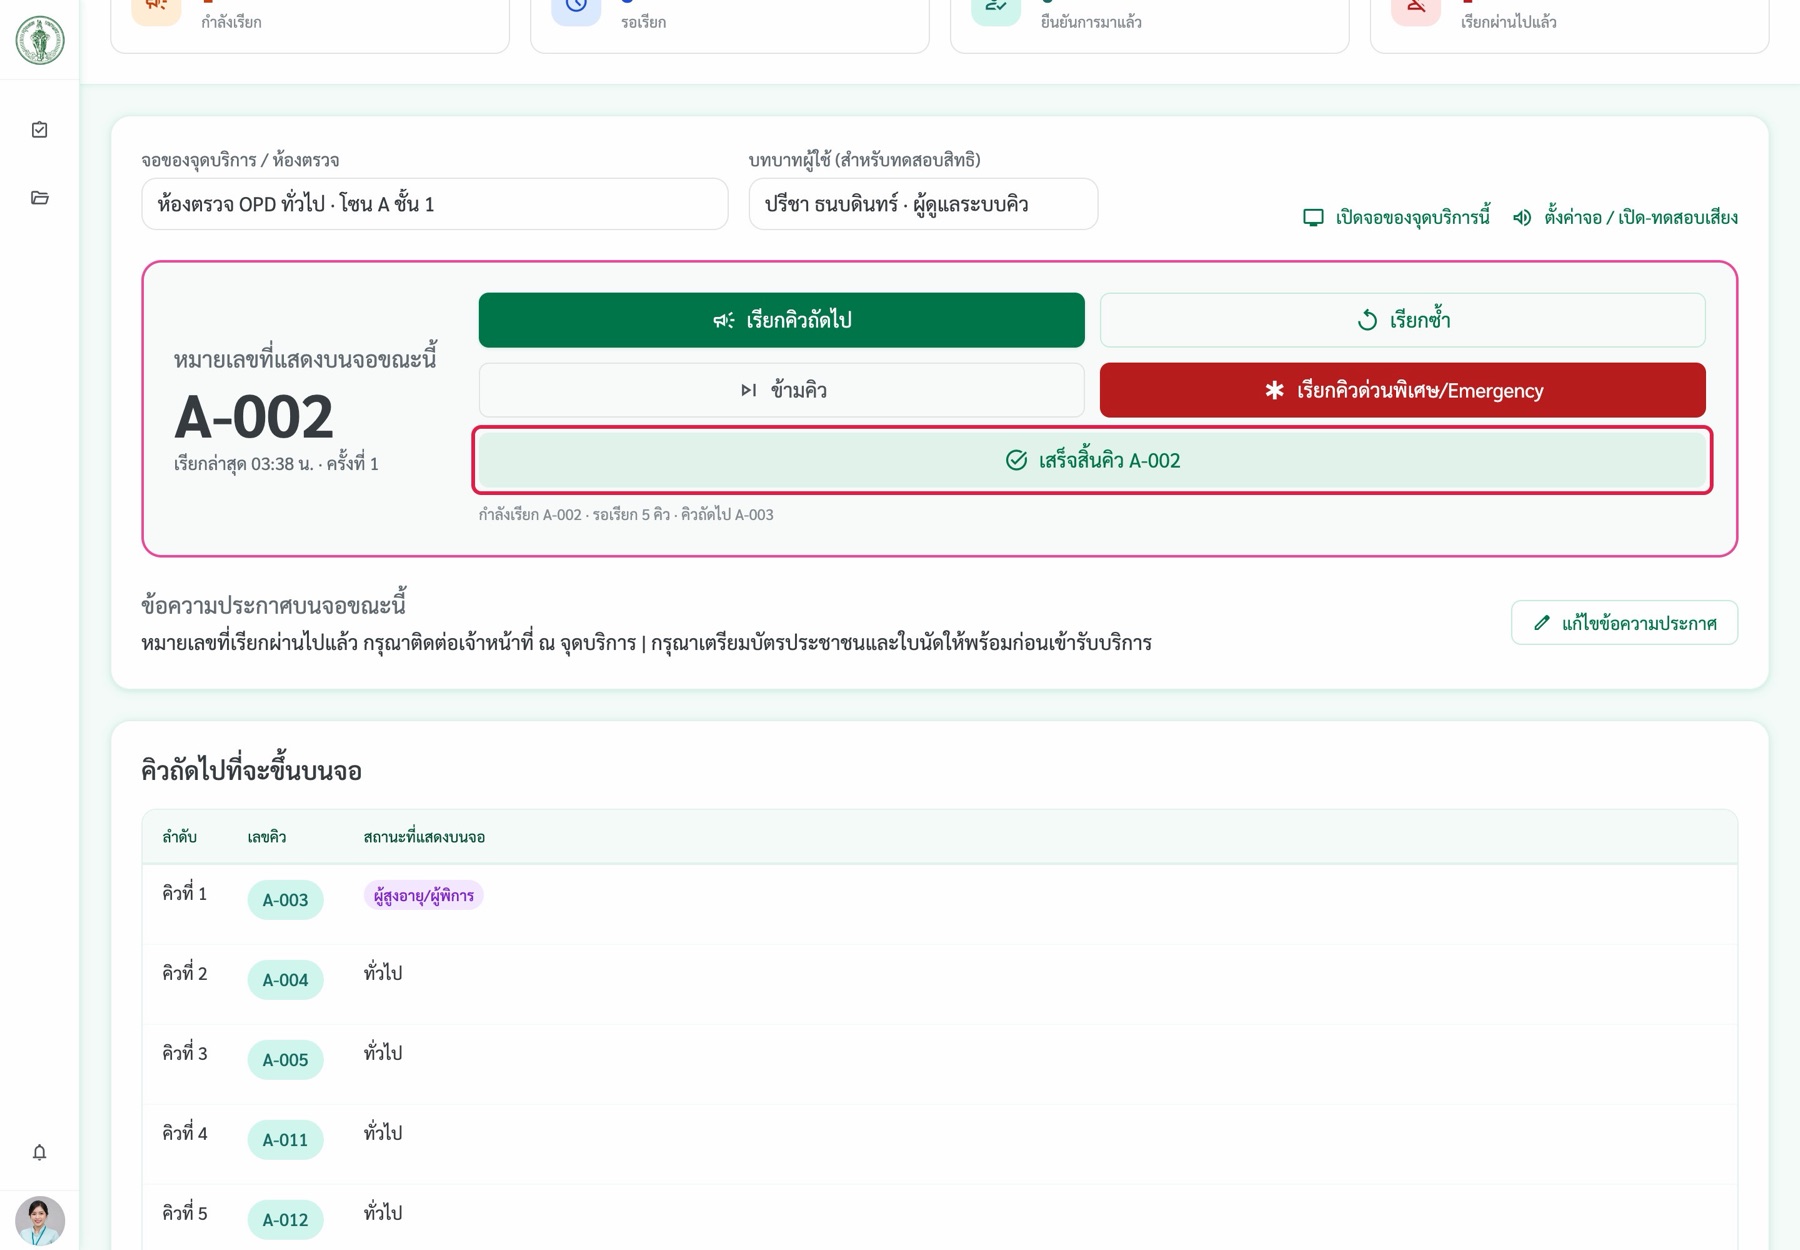 กำลังเรียก
รอเรียก
ยืนยันการมาแล้ว
เรียกผ่านไปแล้ว
จอของจุดบริการ / ห้องตรวจ
บทบาทผู้ใช้ (สำหรับทดสอบสิทธิ)
ห้องตรวจ OPD ทั่วไป · โซน A ชั้น 1
ปรีชา ธนบดินทร์ · ผู้ดูแลระบบคิว
เปิดจอของจุดบริการนี้
ตั้งค่าจอ / เปิด-ทดสอบเสียง
หมายเลขที่แสดงบนจอขณะนี้
A-002
เรียกล่าสุด 03:38 น. · ครั้งที่ 1
เรียกคิวถัดไป
เรียกซ้ำ
ข้ามคิว
เรียกคิวด่วนพิเศษ/Emergency
เสร็จสิ้นคิว A-002
กำลังเรียก A-002 · รอเรียก 5 คิว · คิวถัดไป A-003
ข้อความประกาศบนจอขณะนี้
หมายเลขที่เรียกผ่านไปแล้ว กรุณาติดต่อเจ้าหน้าที่ ณ จุดบริการ | กรุณาเตรียมบัตรประชาชนและใบนัดให้พร้อมก่อนเข้ารับบริการ
แก้ไขข้อความประกาศ
คิวถัดไปที่จะขึ้นบนจอ
ลำดับ เลขคิว สถานะที่แสดงบนจอ
คิวที่ 1 A-003 ผู้สูงอายุ/ผู้พิการ
คิวที่ 2 A-004 ทั่วไป
คิวที่ 3 A-005 ทั่วไป
คิวที่ 4 A-011 ทั่วไป
คิวที่ 5 A-012 ทั่วไป